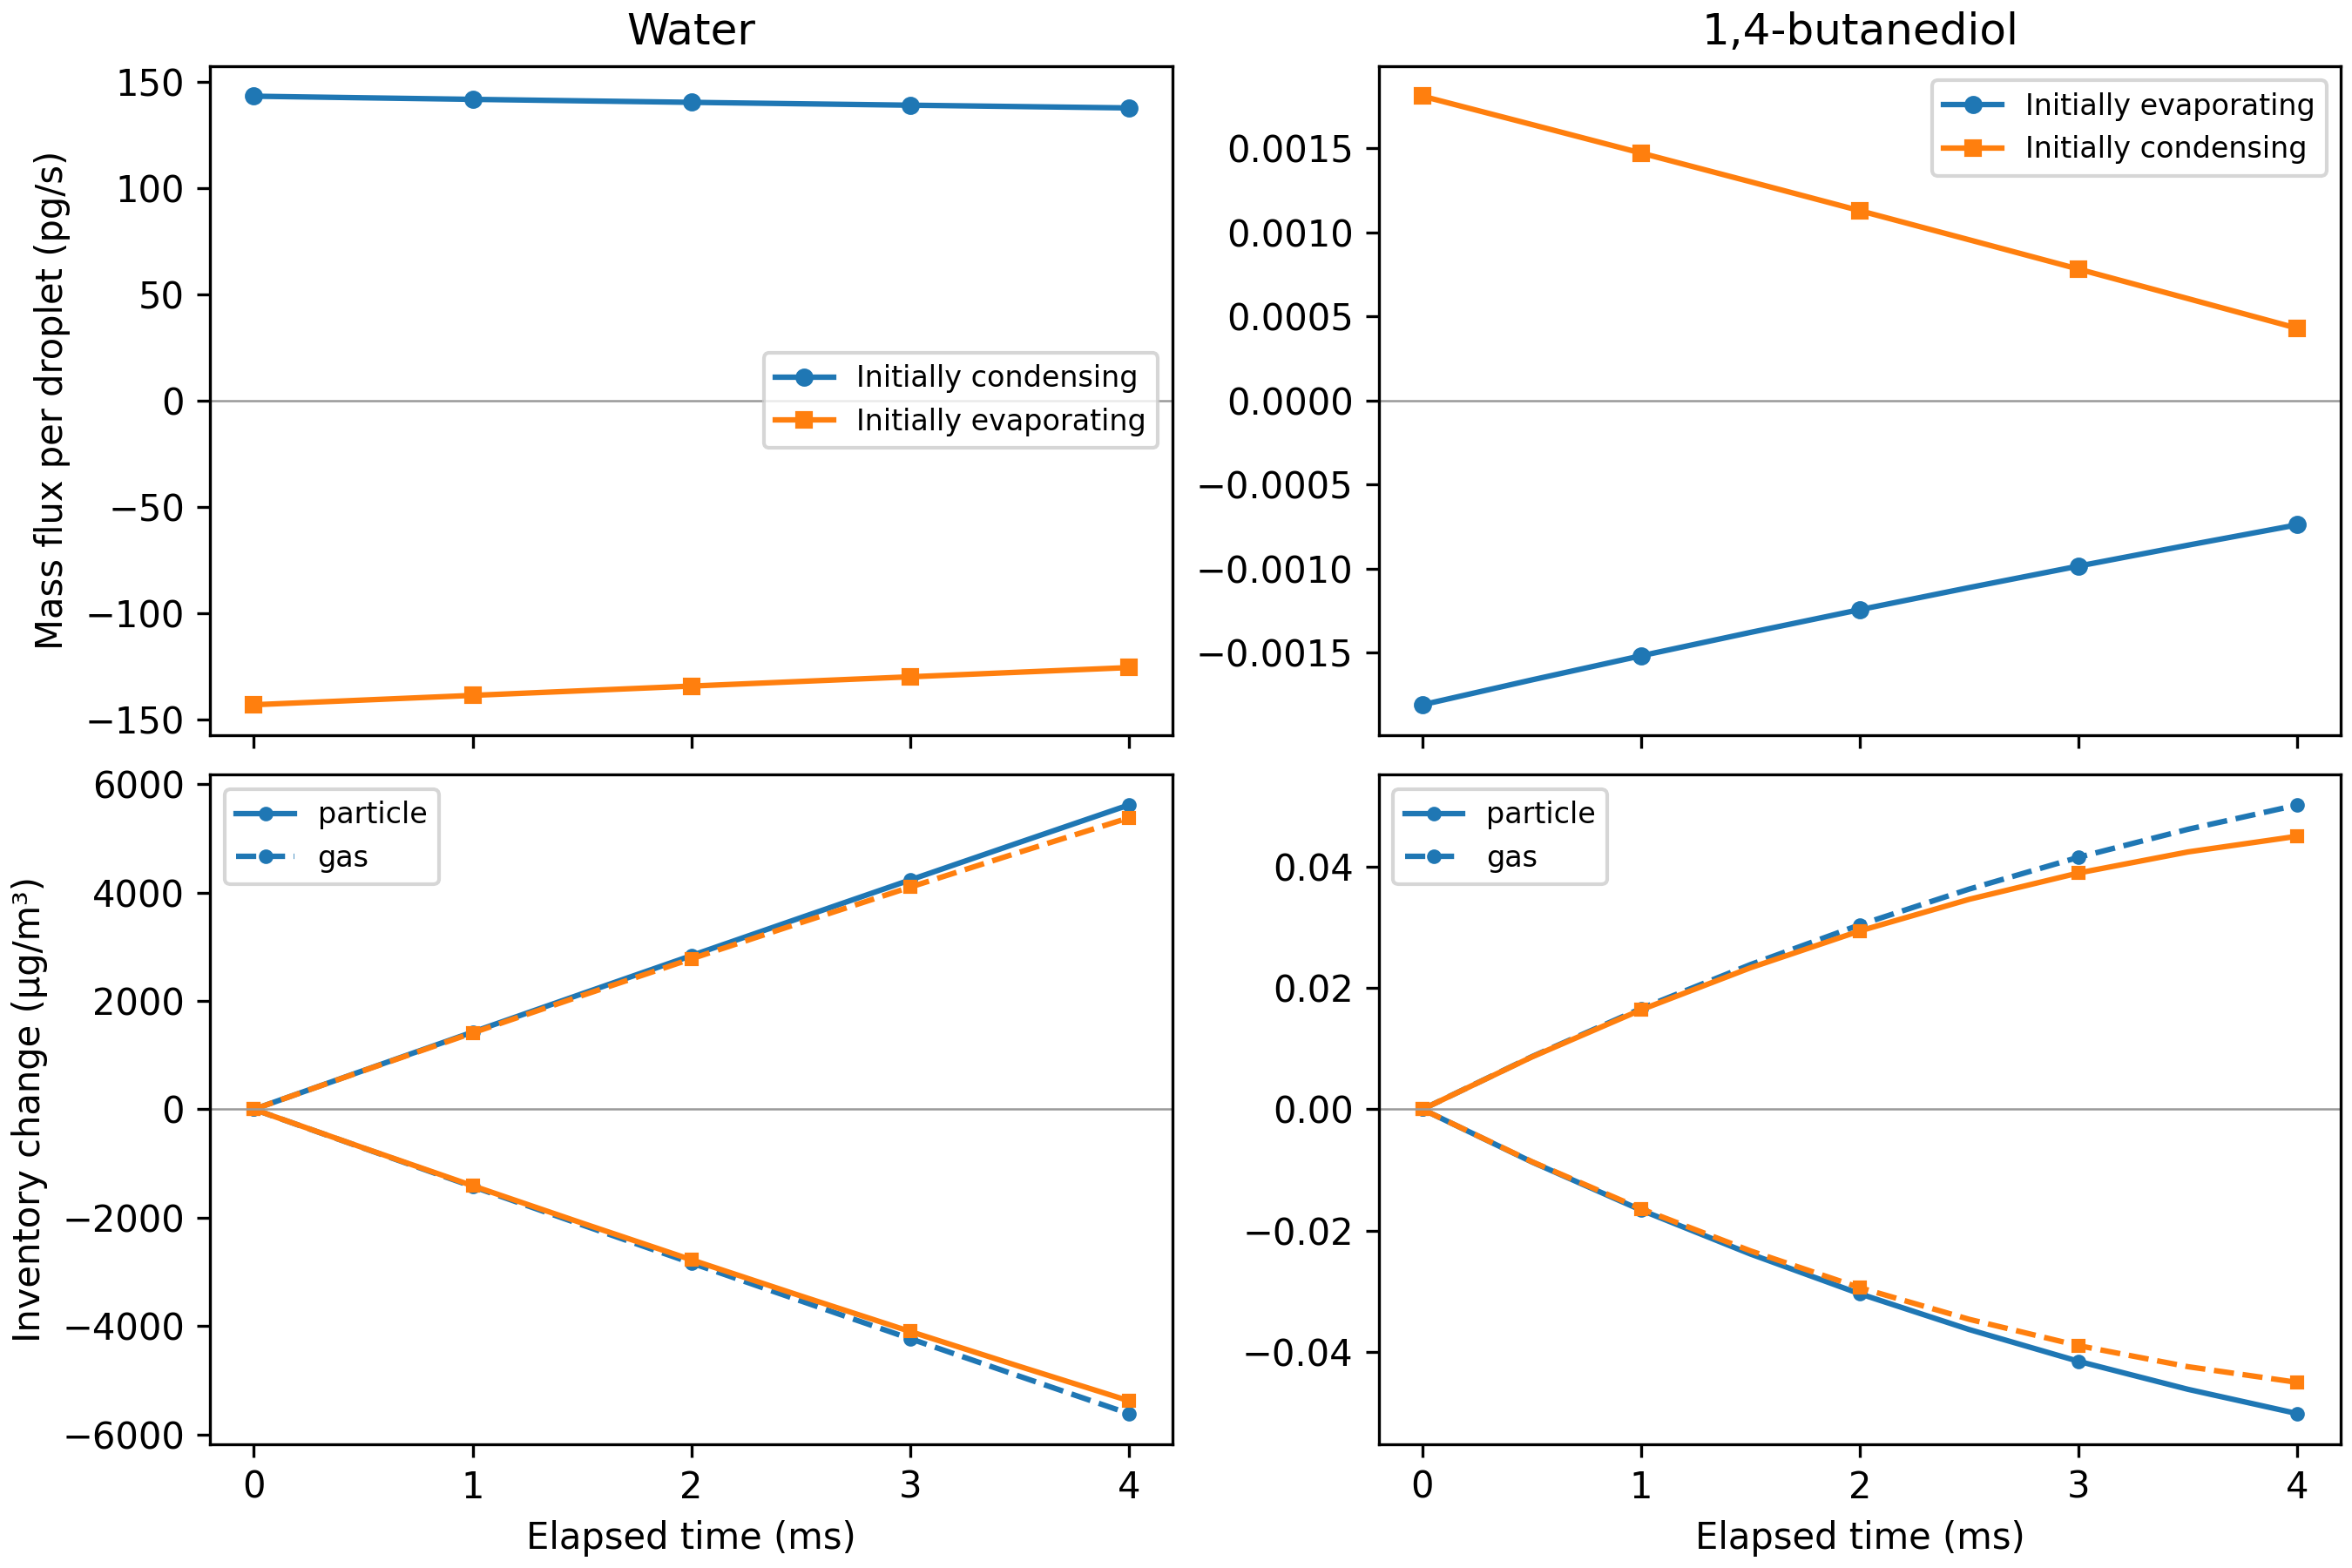 Water
1,4-butanediol
Mass flux per droplet (pg/s)
150
100
50
0
−50
−100
−150
Initially condensing
Initially evaporating
0.0015
0.0010
0.0005
0.0000
−0.0005
−0.0010
−0.0015
Initially evaporating
Initially condensing
Inventory change (µg/m³)
6000
4000
2000
0
−2000
−4000
−6000
particle
gas
0 1 2 3 4
Elapsed time (ms)
0.04
0.02
0.00
−0.02
−0.04
particle
gas
0 1 2 3 4
Elapsed time (ms)